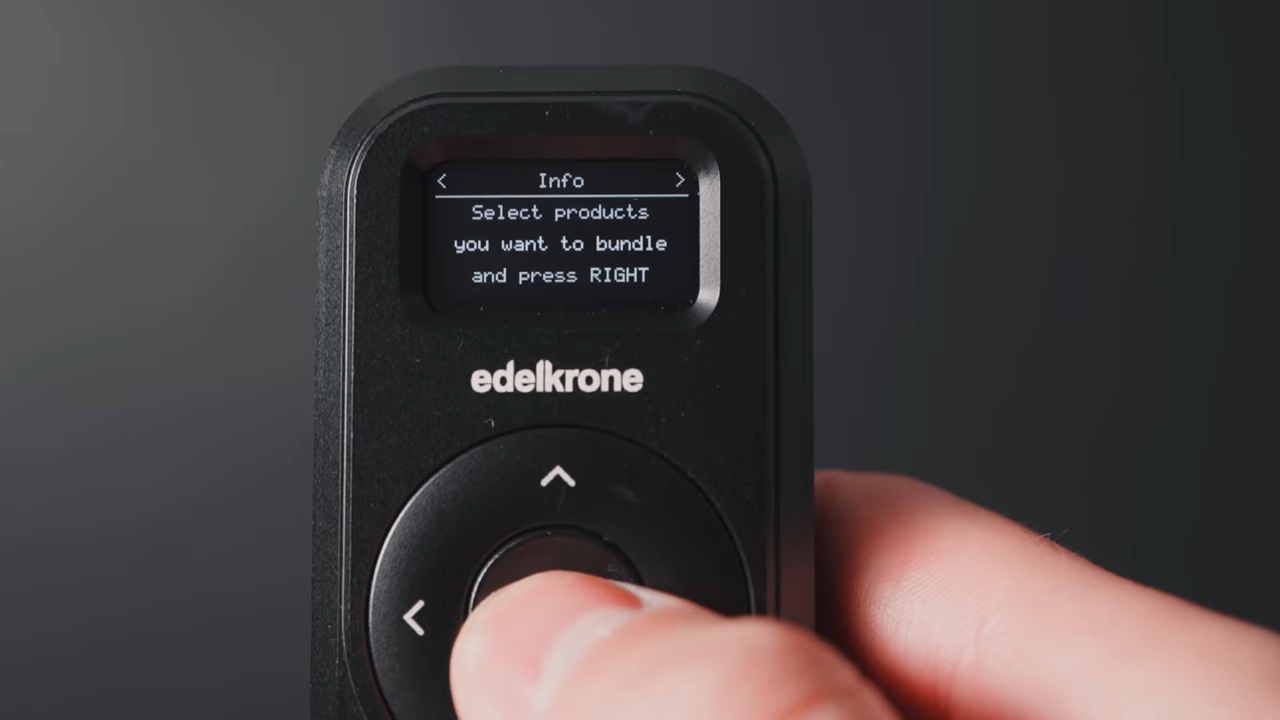 < Info >
Select products
you want to bundle
and press RIGHT
edelkrone